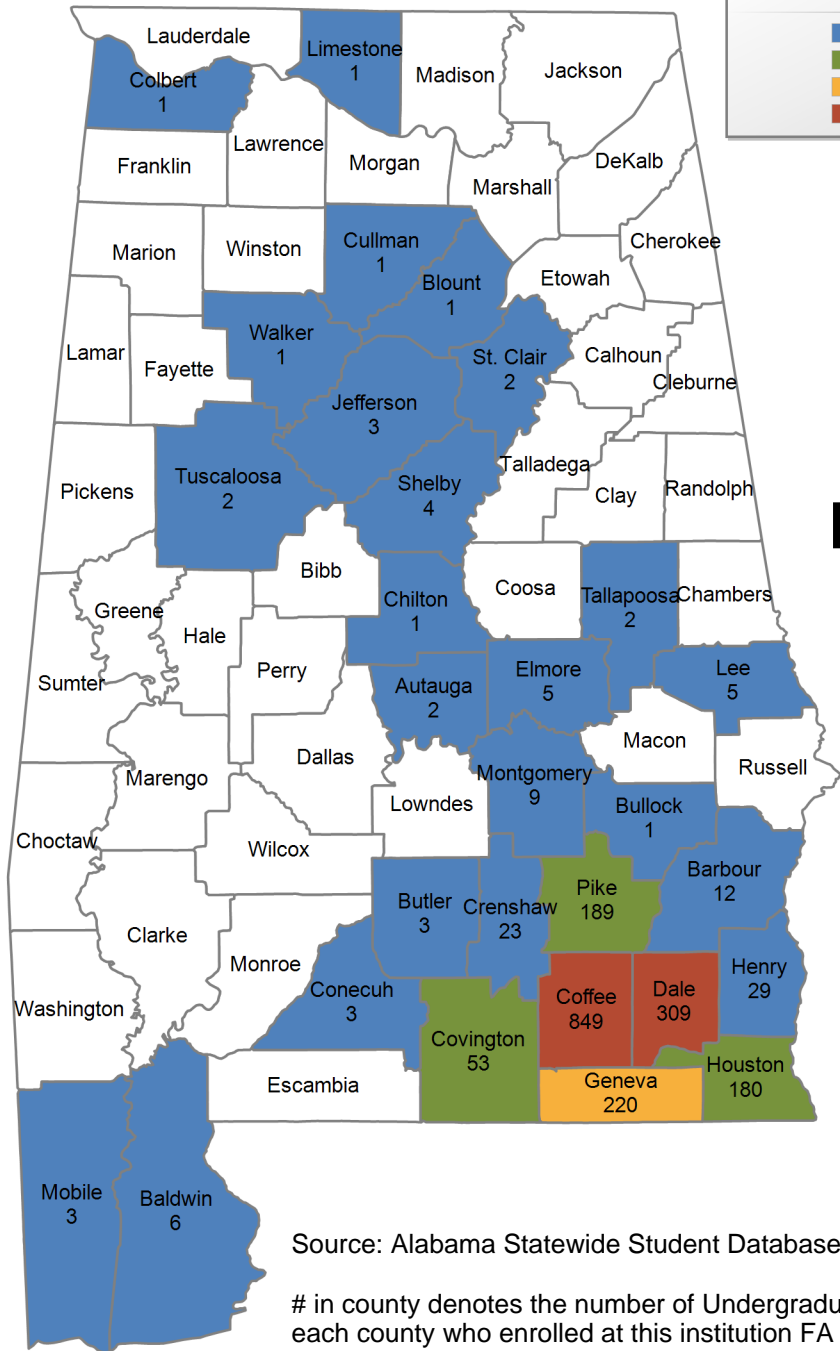 Lauderdale
Limestone
1
Madison
Jackson
Colbert
1
Lawrence
Franklin
Morgan
DeKalb
Marshall
Marion
Winston
Cullman
1
Cherokee
Blount
1
Etowah
Walker
1
Lamar
Fayette
St. Clair
2
Calhoun
Cleburne
Jefferson
3
Pickens
Tuscaloosa
2
Shelby
4
Talladega
Clay
Randolph
Bibb
Coosa
Tallapoosa
2
Chambers
Greene
Hale
Chilton
1
Perry
Sumter
Autauga
2
Elmore
5
Lee
5
Macon
Dallas
Russell
Marengo
Montgomery
9
Lowndes
Bullock
1
Choctaw
Wilcox
Barbour
12
Butler
3
Crenshaw
23
Pike
189
Clarke
Monroe
Henry
29
Washington
Conecuh
3
Coffee
849
Dale
309
Covington
53
Houston
180
Escambia
Geneva
220
Mobile
3
Baldwin
6
Source: Alabama Statewide Student Database
# in county denotes the number of Undergradu
each county who enrolled at this institution FA